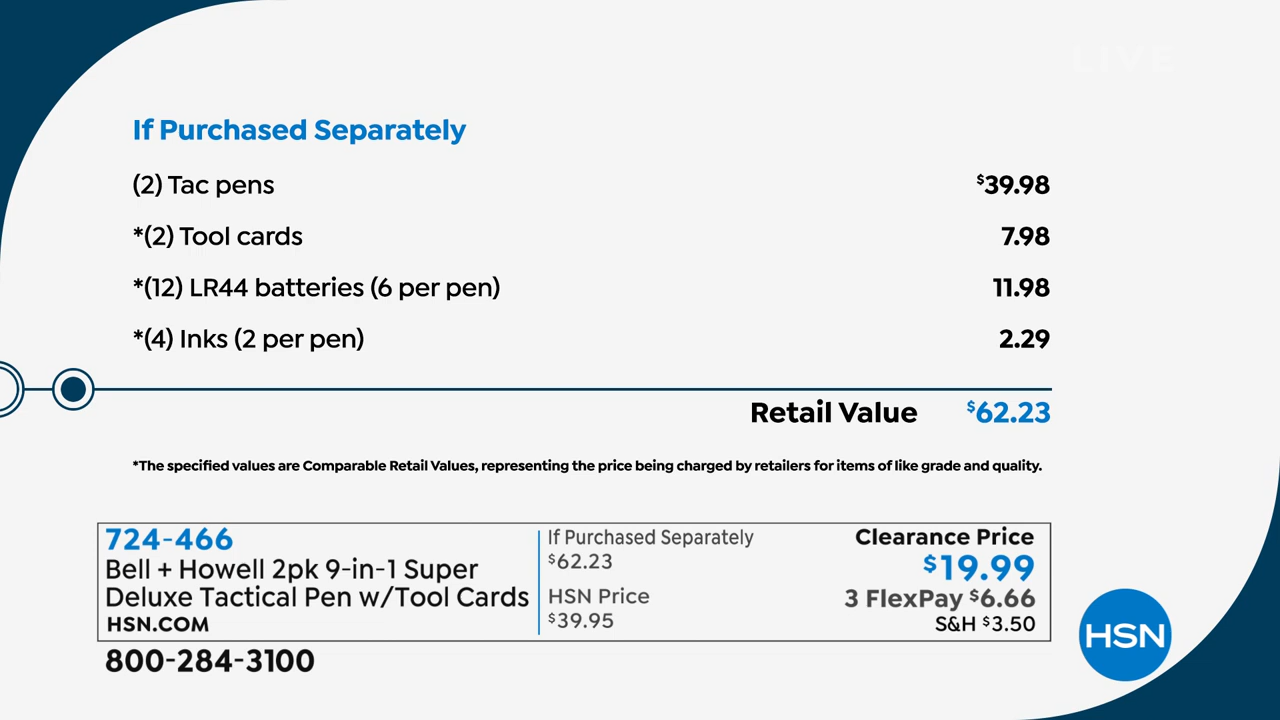 LIVE
If Purchased Separately
(2) Tac pens $39.98
*(2) Tool cards 7.98
*(12) LR44 batteries (6 per pen) 11.98
*(4) Inks (2 per pen) 2.29
Retail Value $62.23
*The specified values are Comparable Retail Values, representing the price being charged by retailers for items of like grade and quality.
724-466
Bell + Howell 2pk 9-in-1 Super
Deluxe Tactical Pen w/Tool Cards
HSN.COM
If Purchased Separately
$62.23
HSN Price
$39.95
Clearance Price
$19.99
3 FlexPay $6.66
S&H $3.50
800-284-3100
HSN